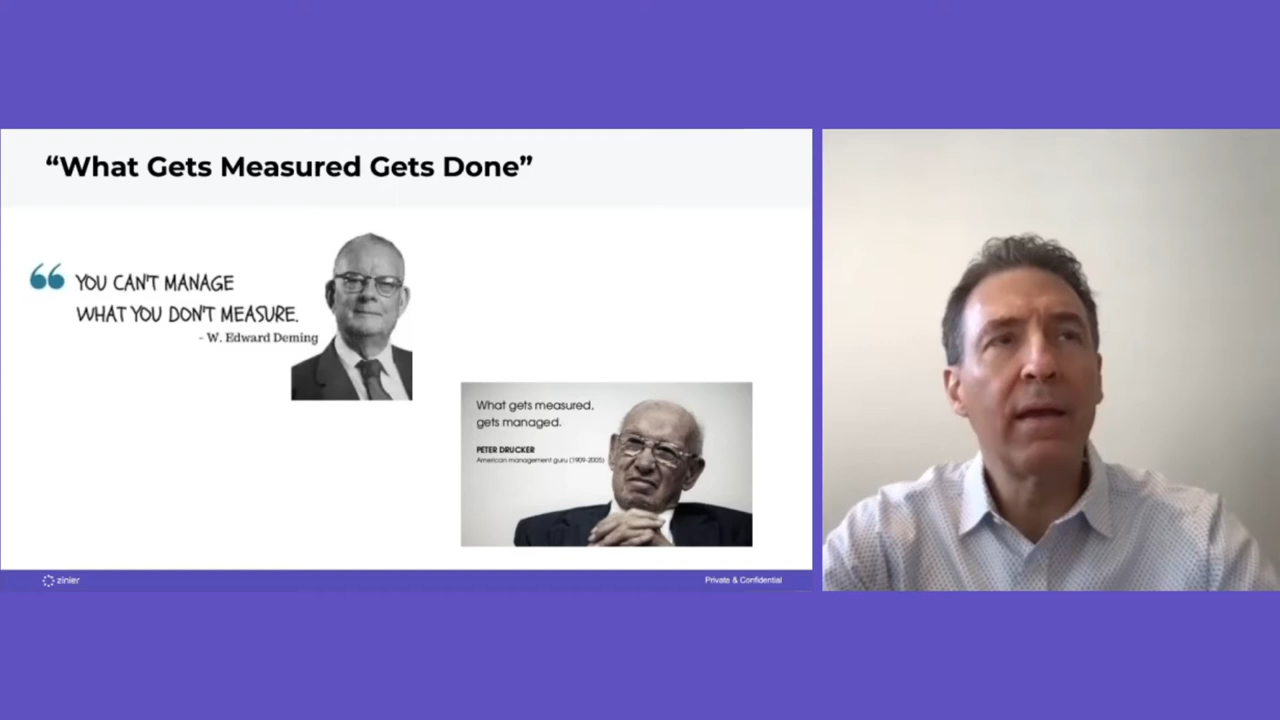 “What Gets Measured Gets Done”
YOU CAN'T MANAGE
WHAT YOU DON'T MEASURE.
- W. Edward Deming
What gets measured,
gets managed.
PETER DRUCKER
American management guru (1909-2005)
zinier
Private & Confidential